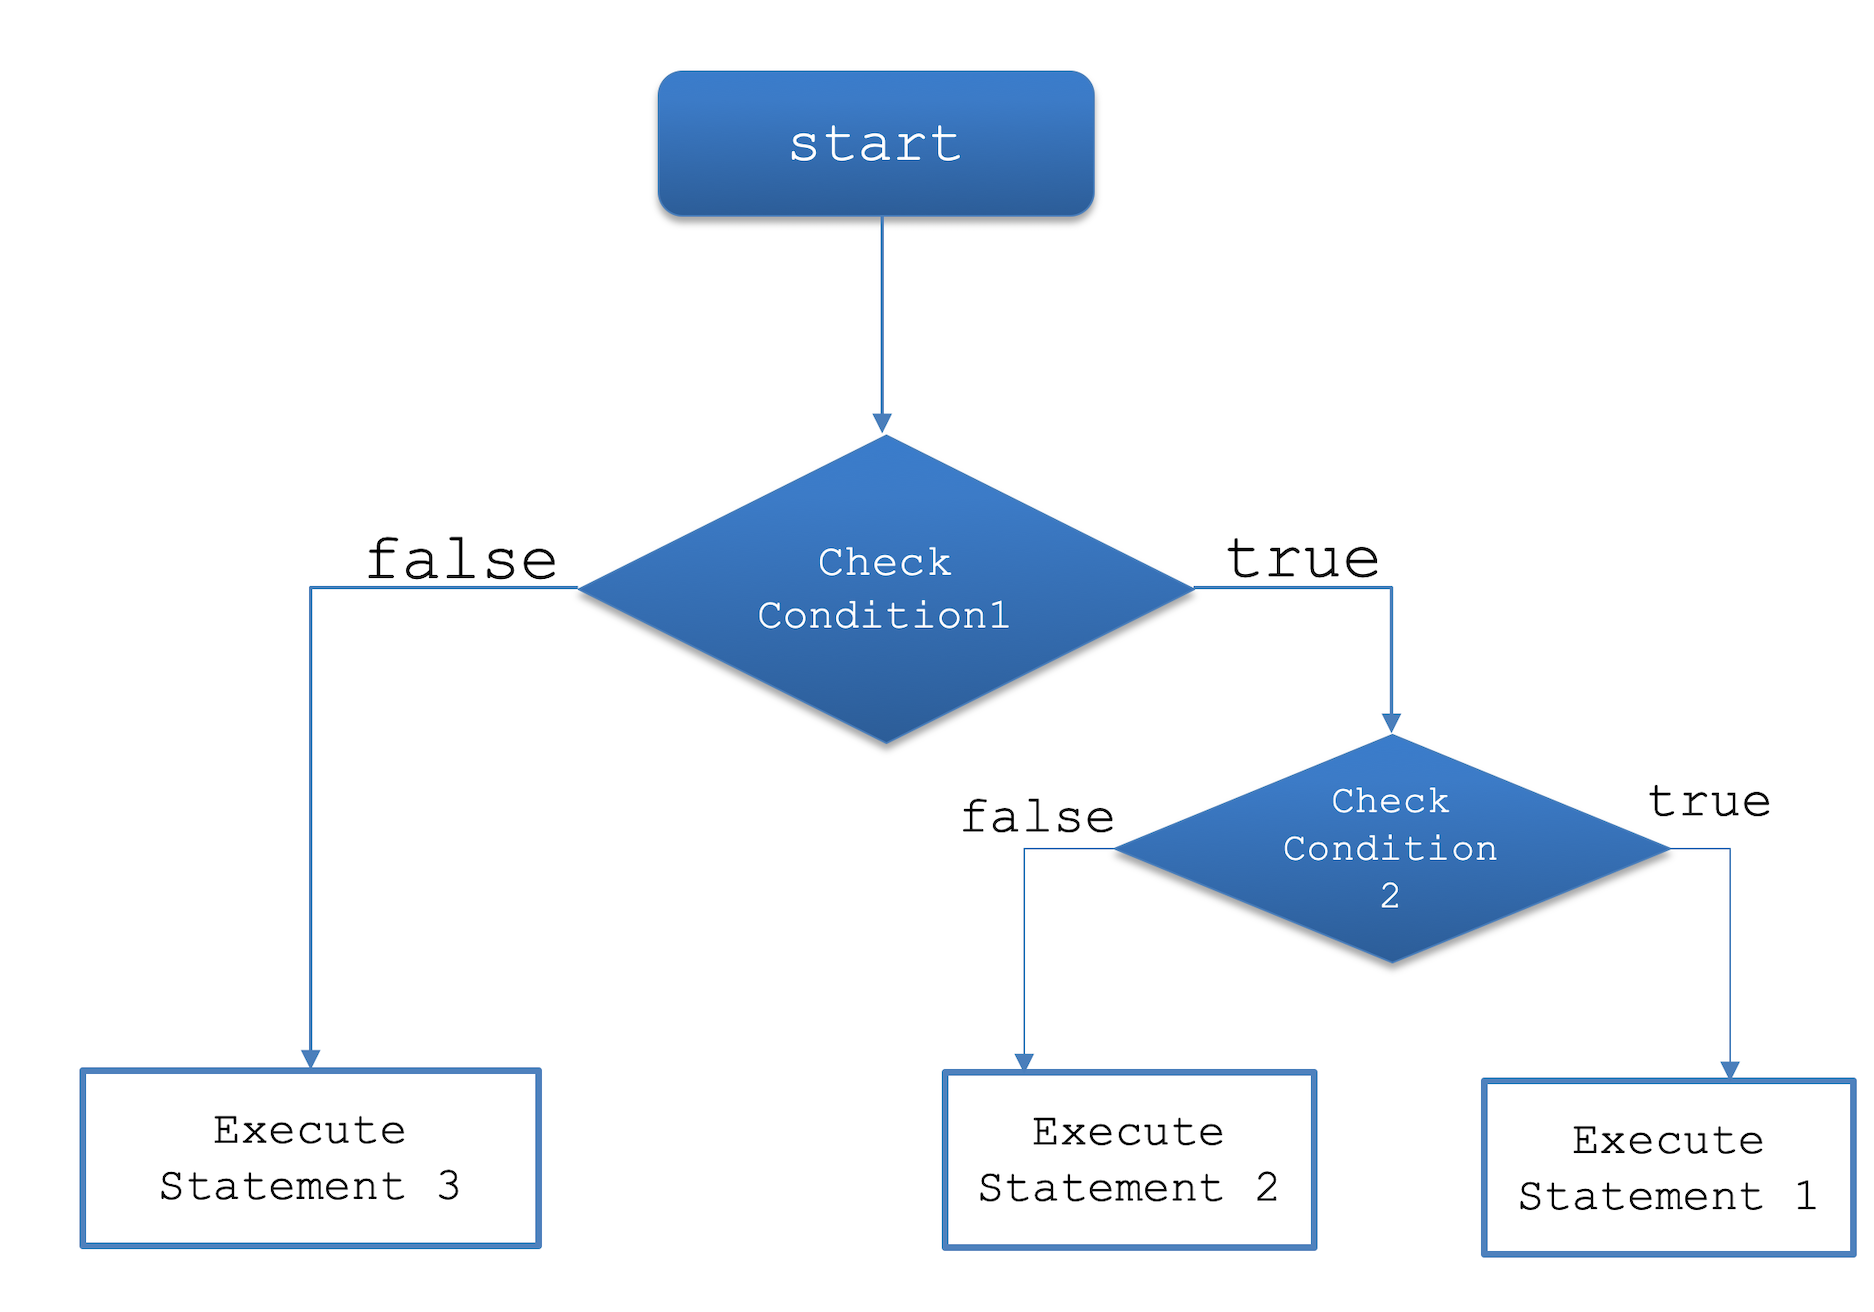 start
Check
Condition1
false
true
Check
Condition
2
false
true
Execute
Statement 3
Execute
Statement 2
Execute
Statement 1